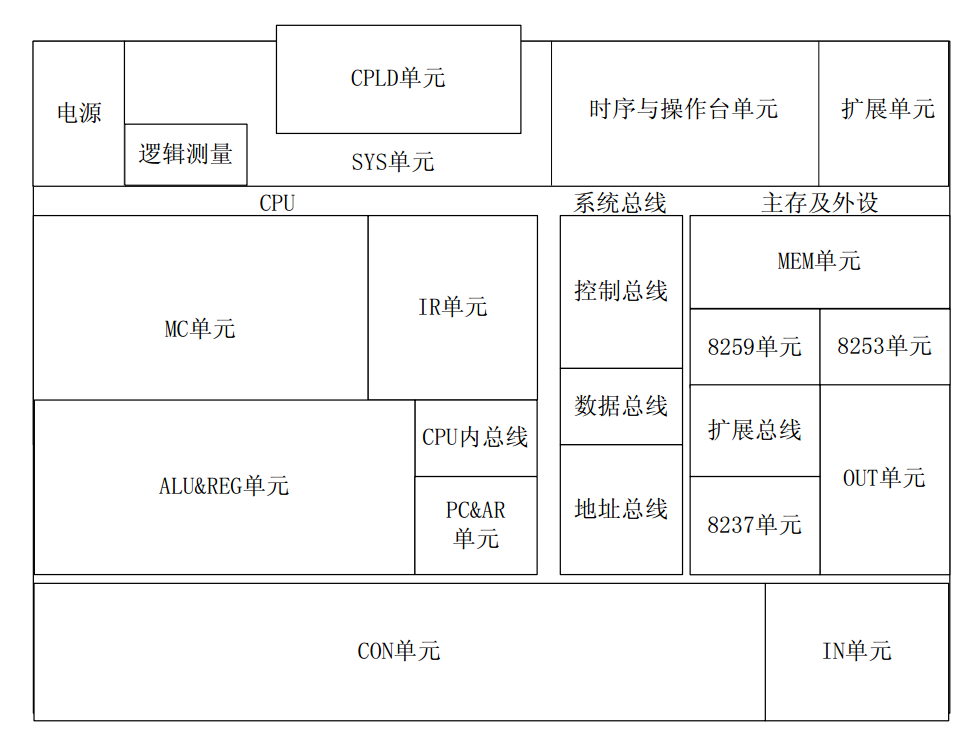 CPLD单元
电源
时序与操作台单元
扩展单元
逻辑测量
SYS单元
CPU
系统总线
主存及外设
MC单元
IR单元
控制总线
MEM单元
8259单元
8253单元
ALU&REG单元
CPU内总线
数据总线
扩展总线
PC&AR
单元
地址总线
8237单元
OUT单元
CON单元
IN单元